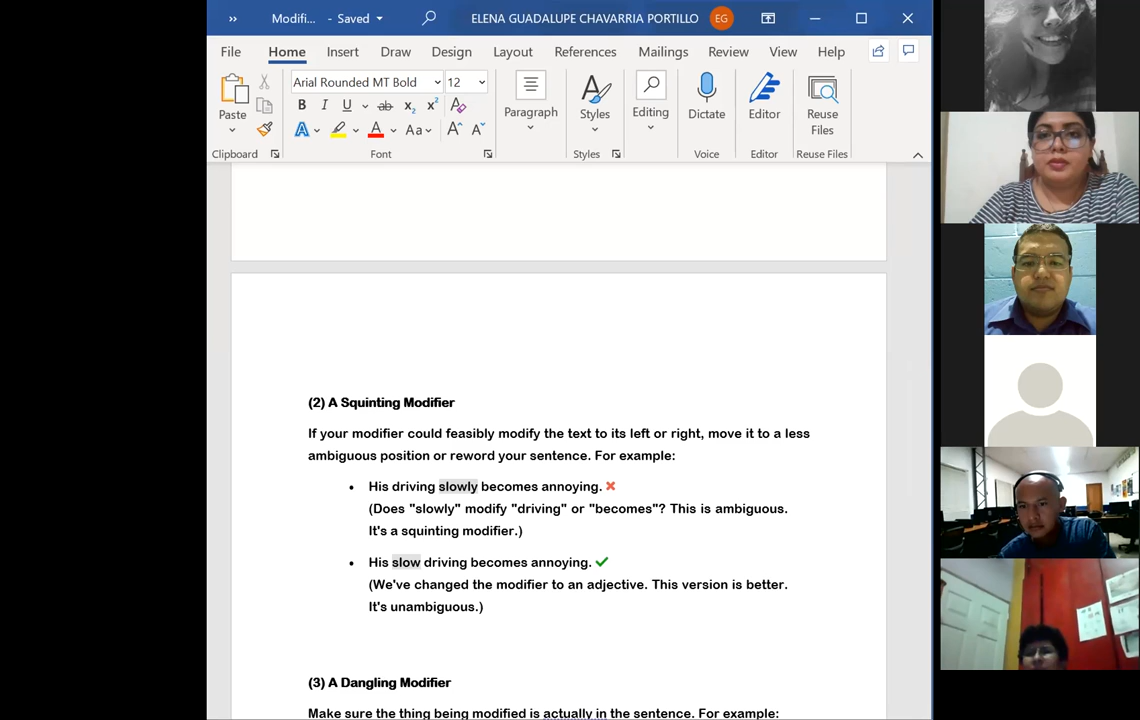 »
Modifi... - Saved
ELENA GUADALUPE CHAVARRIA PORTILLO EG
File Home Insert Draw Design Layout References Mailings Review View Help
Arial Rounded MT Bold 12
Paste
B I U ab x₂ x²
A A Aa A A
Paragraph
Styles
Editing
Dictate
Editor
Reuse
Files
Clipboard Font Styles Voice Editor Reuse Files
(2) A Squinting Modifier
If your modifier could feasibly modify the text to its left or right, move it to a less
ambiguous position or reword your sentence. For example:
• His driving slowly becomes annoying. ✖
(Does "slowly" modify "driving" or "becomes"? This is ambiguous.
It's a squinting modifier.)
• His slow driving becomes annoying. ✔
(We've changed the modifier to an adjective. This version is better.
It's unambiguous.)
(3) A Dangling Modifier
Make sure the thing being modified is actually in the sentence. For example: